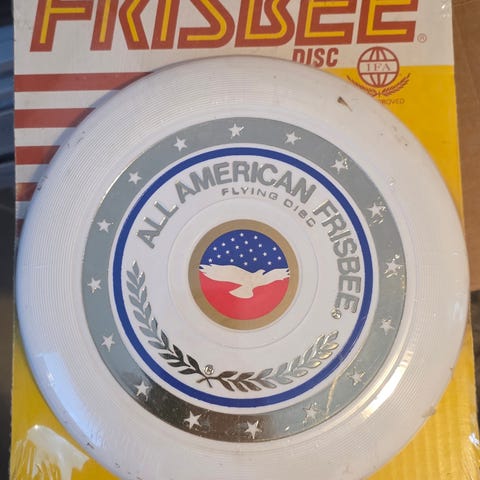 FRISBEE®
DISC
IFA
ALL AMERICAN FRISBEE®
FLYING DISC